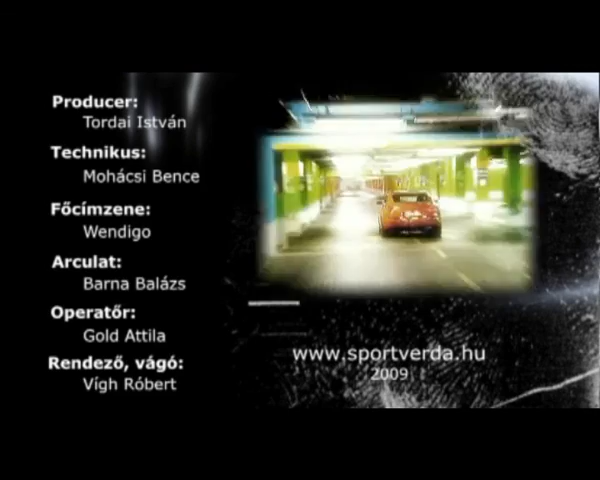 Producer:
Tordai István
Technikus:
Mohácsi Bence
Főcímzene:
Wendigo
Arculat:
Barna Balázs
Operatőr:
Gold Attila
Rendező, vágó:
Vígh Róbert
www.sportverda.hu
2009